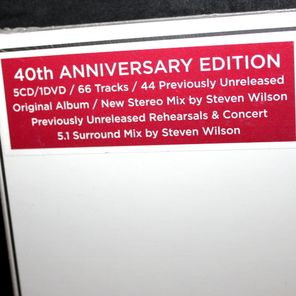 40th ANNIVERSARY EDITION
5CD/1DVD / 66 Tracks / 44 Previously Unreleased
Original Album / New Stereo Mix by Steven Wilson
Previously Unreleased Rehearsals & Concert
5.1 Surround Mix by Steven Wilson